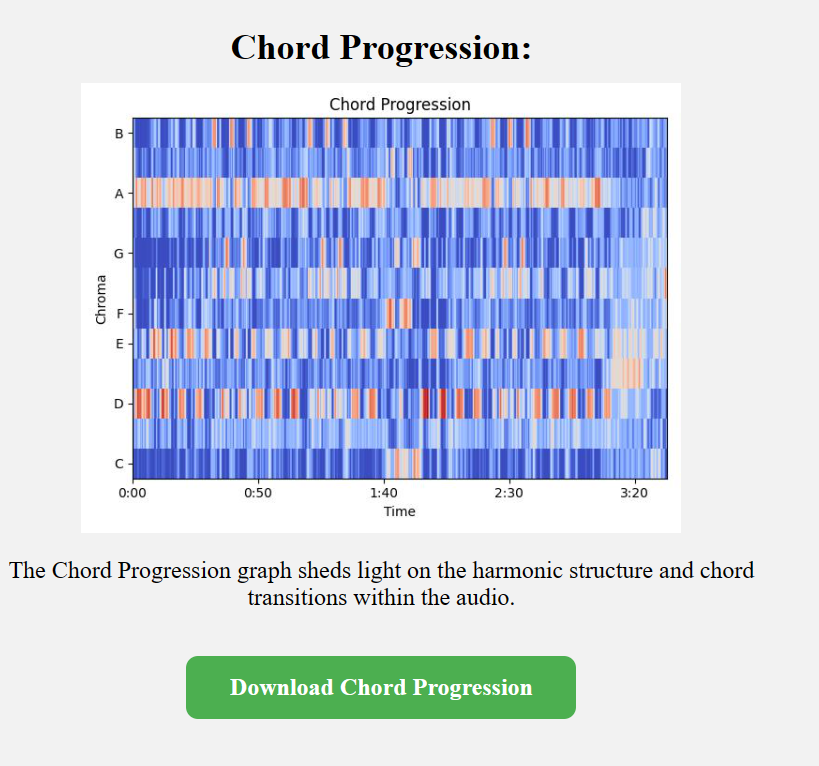 Chord Progression:
Chord Progression
B
A
G
F
E
D
C
Chroma
0:00 0:50 1:40 2:30 3:20
Time
The Chord Progression graph sheds light on the harmonic structure and chord
transitions within the audio.
Download Chord Progression